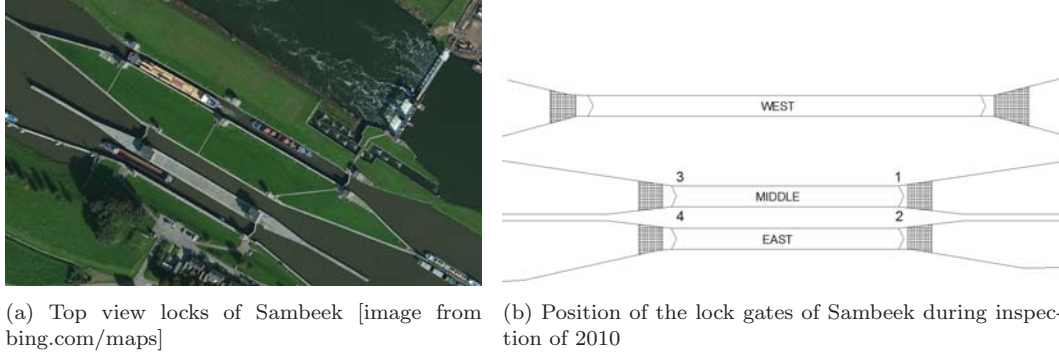 WEST
3
1
MIDDLE
4
2
EAST
(a) Top view locks of Sambeek [image from
bing.com/maps]
(b) Position of the lock gates of Sambeek during inspec-
tion of 2010